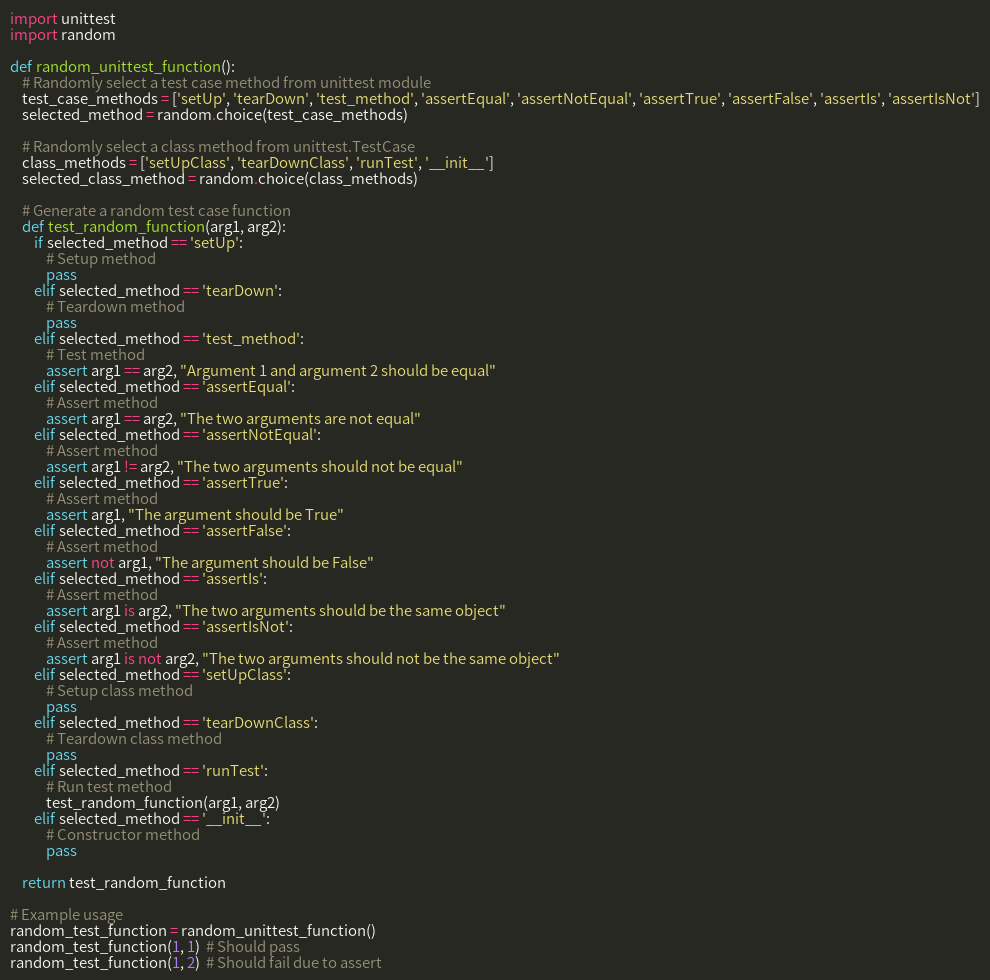 import unittest
import random

def random_unittest_function():
    # Randomly select a test case method from unittest module
    test_case_methods = ['setUp', 'tearDown', 'test_method', 'assertEqual', 'assertNotEqual', 'assertTrue', 'assertFalse', 'assertIs', 'assertIsNot']
    selected_method = random.choice(test_case_methods)

    # Randomly select a class method from unittest.TestCase
    class_methods = ['setUpClass', 'tearDownClass', 'runTest', '__init__']
    selected_class_method = random.choice(class_methods)

    # Generate a random test case function
    def test_random_function(arg1, arg2):
        if selected_method == 'setUp':
            # Setup method
            pass
        elif selected_method == 'tearDown':
            # Teardown method
            pass
        elif selected_method == 'test_method':
            # Test method
            assert arg1 == arg2, "Argument 1 and argument 2 should be equal"
        elif selected_method == 'assertEqual':
            # Assert method
            assert arg1 == arg2, "The two arguments are not equal"
        elif selected_method == 'assertNotEqual':
            # Assert method
            assert arg1 != arg2, "The two arguments should not be equal"
        elif selected_method == 'assertTrue':
            # Assert method
            assert arg1, "The argument should be True"
        elif selected_method == 'assertFalse':
            # Assert method
            assert not arg1, "The argument should be False"
        elif selected_method == 'assertIs':
            # Assert method
            assert arg1 is arg2, "The two arguments should be the same object"
        elif selected_method == 'assertIsNot':
            # Assert method
            assert arg1 is not arg2, "The two arguments should not be the same object"
        elif selected_method == 'setUpClass':
            # Setup class method
            pass
        elif selected_method == 'tearDownClass':
            # Teardown class method
            pass
        elif selected_method == 'runTest':
            # Run test method
            test_random_function(arg1, arg2)
        elif selected_method == '__init__':
            # Constructor method
            pass

    return test_random_function

# Example usage
random_test_function = random_unittest_function()
random_test_function(1, 1)  # Should pass
random_test_function(1, 2)  # Should fail due to assert